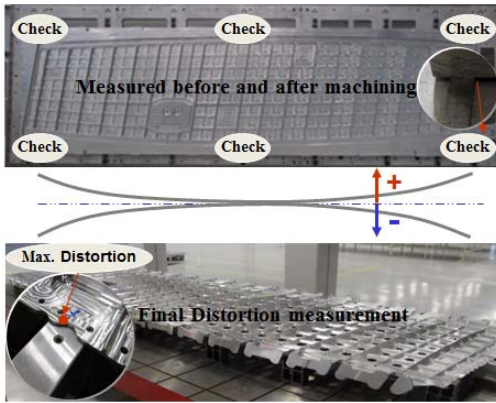 Check Check Check
Measured before and after machining
Check Check Check
+
-
Max. Distortion
Final Distortion measurement